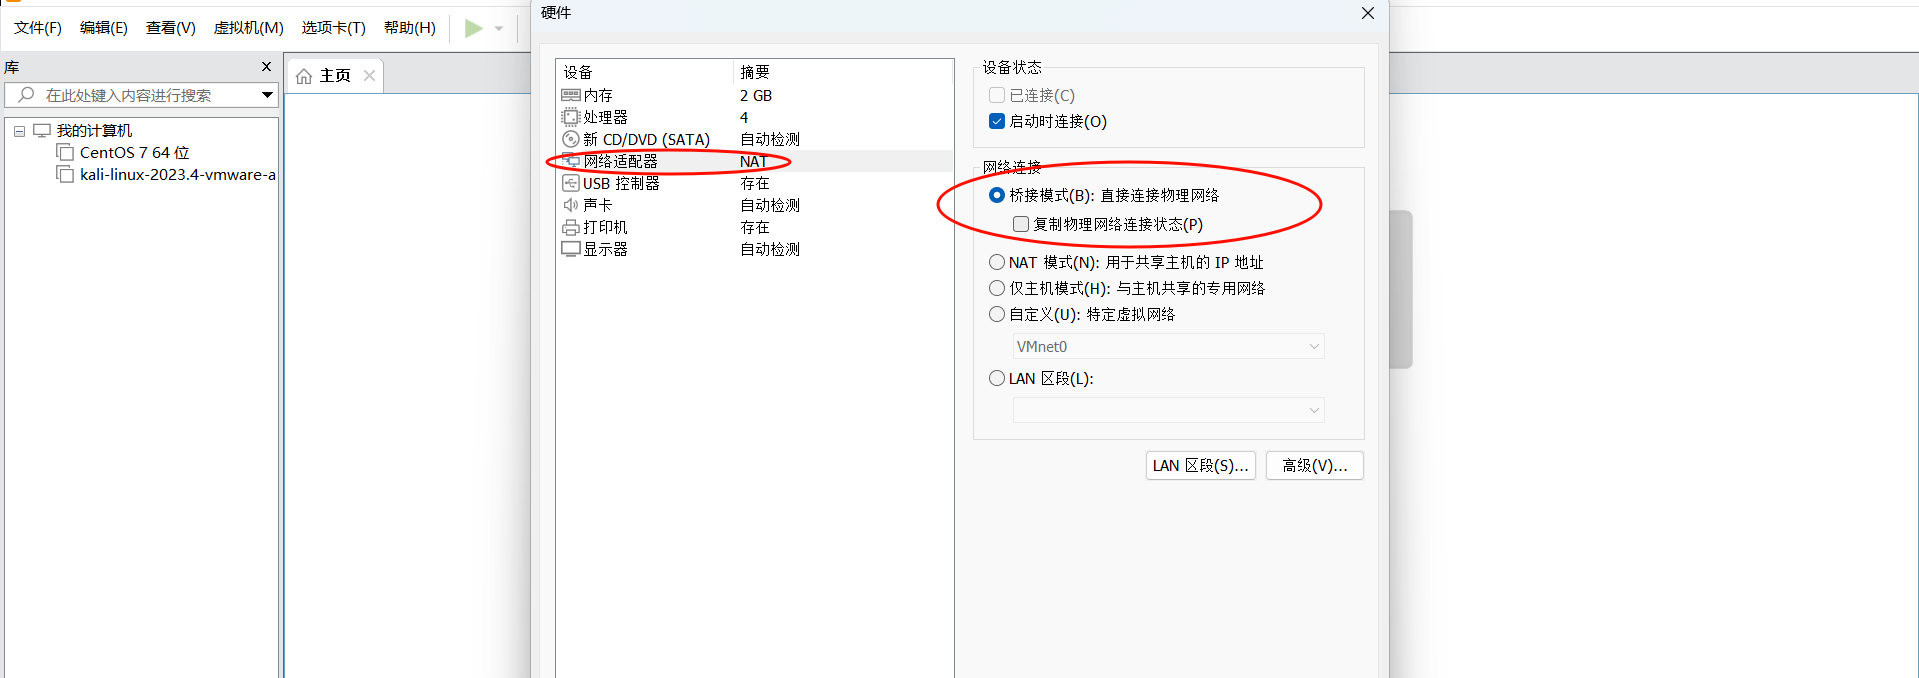 硬件
文件(F) 编辑(E) 查看(V) 虚拟机(M) 选项卡(T) 帮助(H)
库
在此处键入内容进行搜索
我的计算机
CentOS 7 64 位
kali-linux-2023.4-vmware-a
主页
设备 摘要
内存 2 GB
处理器 4
新 CD/DVD (SATA) 自动检测
网络适配器 NAT
USB 控制器 存在
声卡 自动检测
打印机 存在
显示器 自动检测
设备状态
已连接(C)
启动时连接(O)
网络连接
桥接模式(B): 直接连接物理网络
复制物理网络连接状态(P)
NAT 模式(N): 用于共享主机的 IP 地址
仅主机模式(H): 与主机共享的专用网络
自定义(U): 特定虚拟网络
VMnet0
LAN 区段(L):
LAN 区段(S)... 高级(V)...